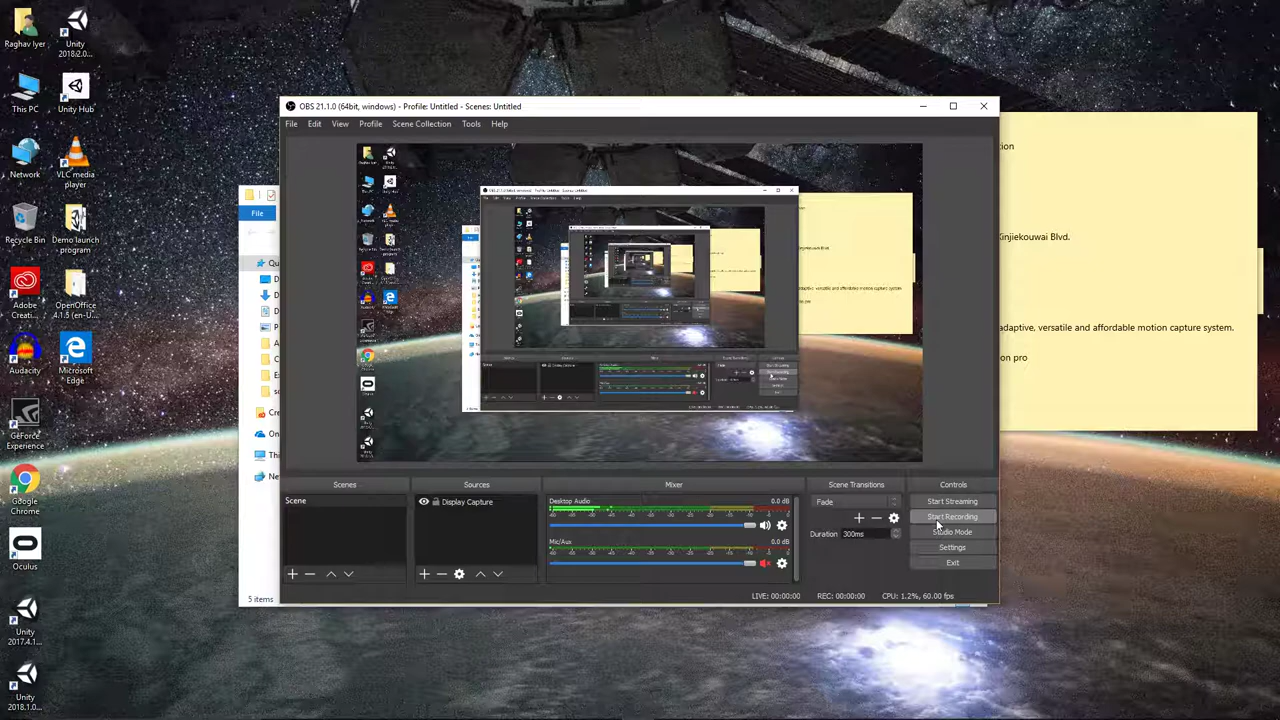 Raghav Iyer
Unity
2018.2.0...
This PC
Unity Hub
Network
VLC media
player
Recycle Bin
Demo launch
- program
Adobe
Creati...
OpenOffice
4.1.5 (en-U...
Audacity
Microsoft
Edge
GeForce
Experience
Google
Chrome
Oculus
Unity
2017.4.1...
Unity
2018.1.0...
File
5 items
OBS 21.1.0 (64bit, windows) - Profile: Untitled - Scenes: Untitled
File Edit View Profile Scene Collection Tools Help
Scenes
Scene
Sources
Display Capture
Mixer
Desktop Audio 0.0 dB
Mic/Aux 0.0 dB
Scene Transitions
Fade
Duration 300ms
Controls
Start Streaming
Start Recording
Studio Mode
Settings
Exit
LIVE: 00:00:00 REC: 00:00:00 CPU: 1.2%, 60.00 fps
tion
Xinjiekouwai Blvd.
adaptive, versatile and affordable motion capture system.
on pro